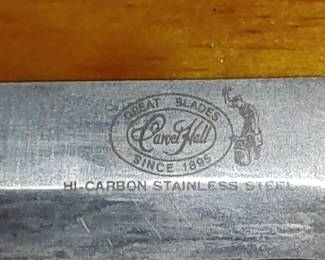 GREAT BLADES
Carvel Hall
SINCE 1895
HI-CARBON STAINLESS STEEL